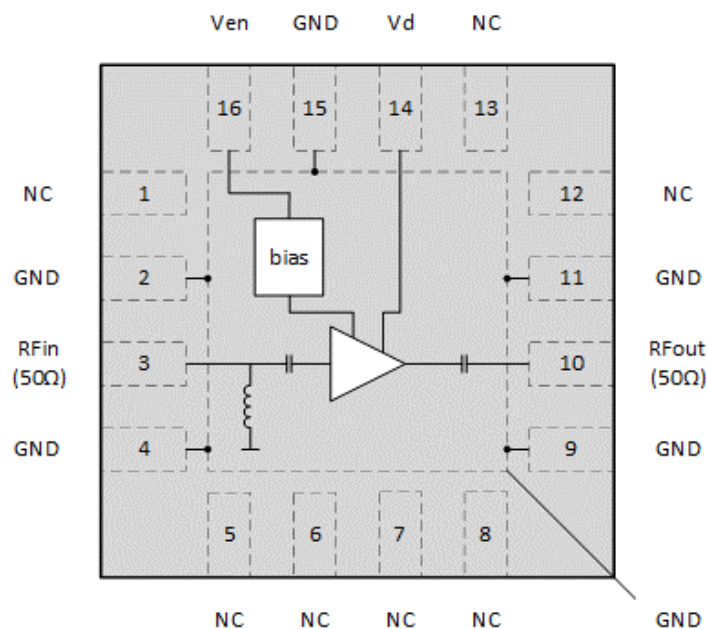 Ven GND Vd NC
16 15 14 13
NC 1 12 NC
bias
GND 2 11 GND
RFin
(50Ω)
3 10
RFout
(50Ω)
GND 4 9 GND
5 6 7 8
NC NC NC NC GND